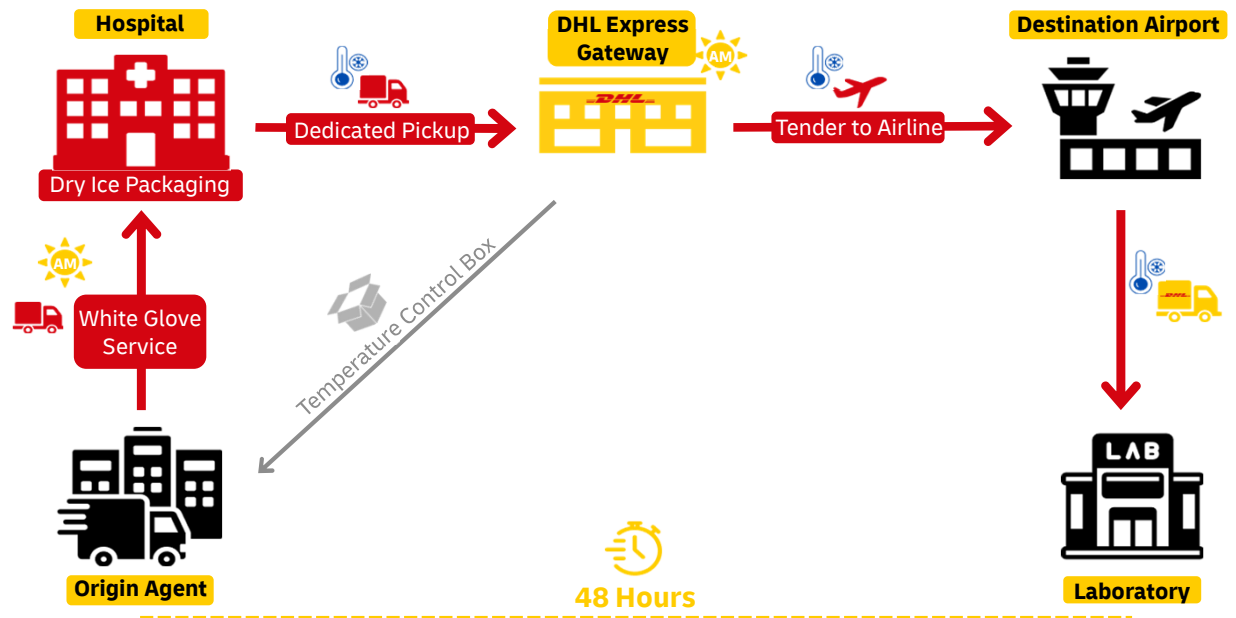 Hospital
DHL Express
Gateway
AM
Destination Airport
DHL
Dedicated Pickup
Tender to Airline
Dry Ice Packaging
AM
White Glove
Service
Temperature Control Box
DHL
LAB
48 Hours
Origin Agent
Laboratory